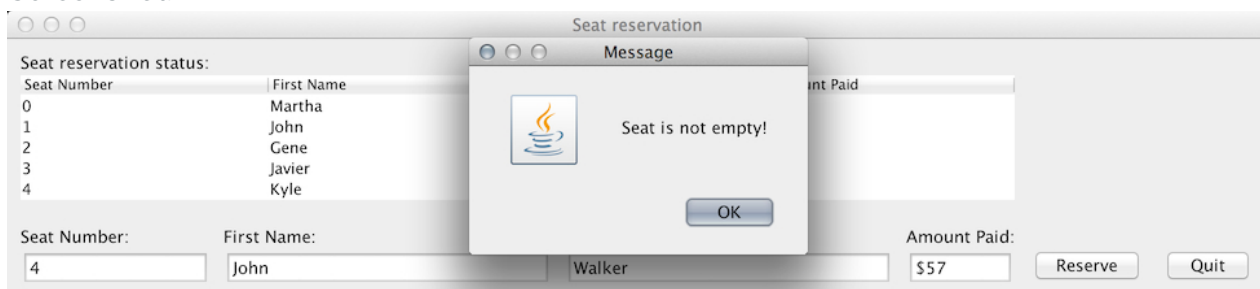 Seat reservation
Message
Seat reservation status:
Seat Number First Name unt Paid
0 Martha
1 John
2 Gene
3 Javier
4 Kyle
Seat is not empty!
OK
Seat Number: First Name: Amount Paid:
4 John Walker $57 Reserve Quit